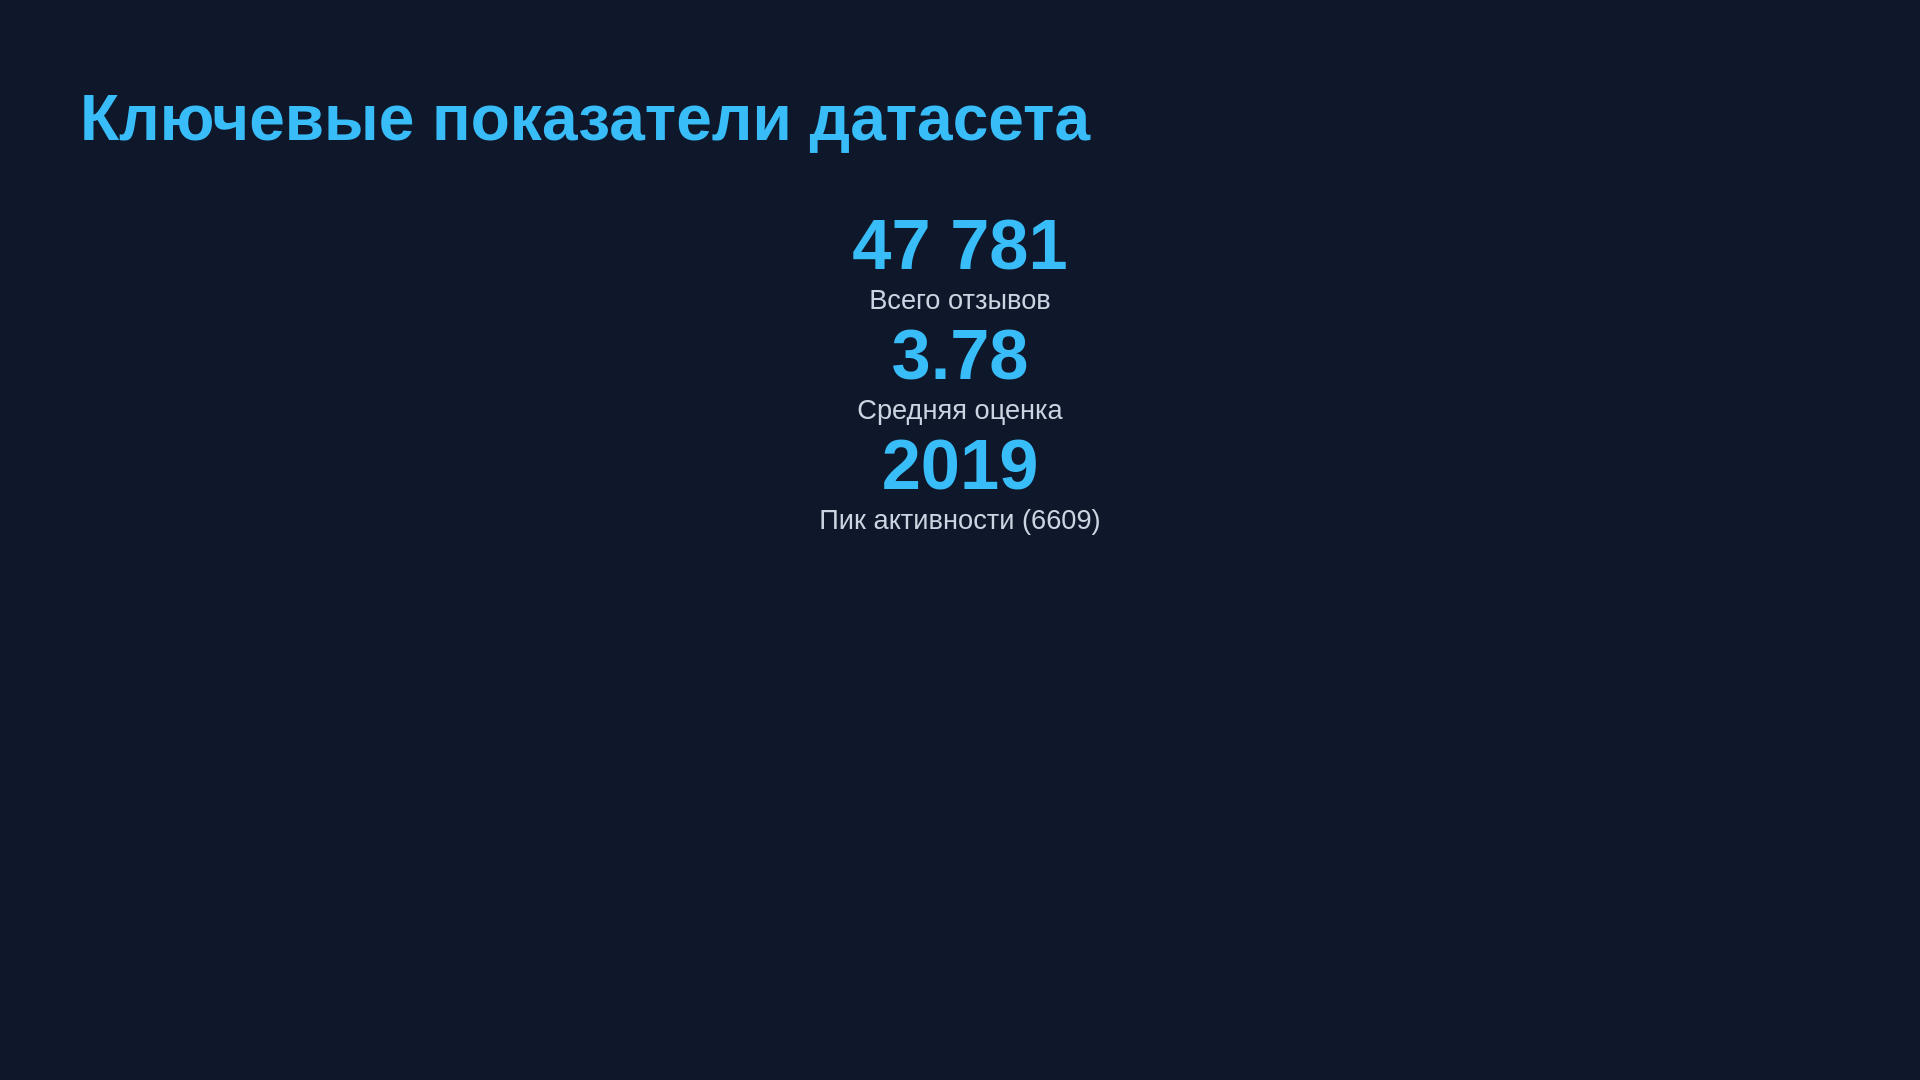 Ключевые показатели датасета
47 781
Всего отзывов
3.78
Средняя оценка
2019
Пик активности (6609)